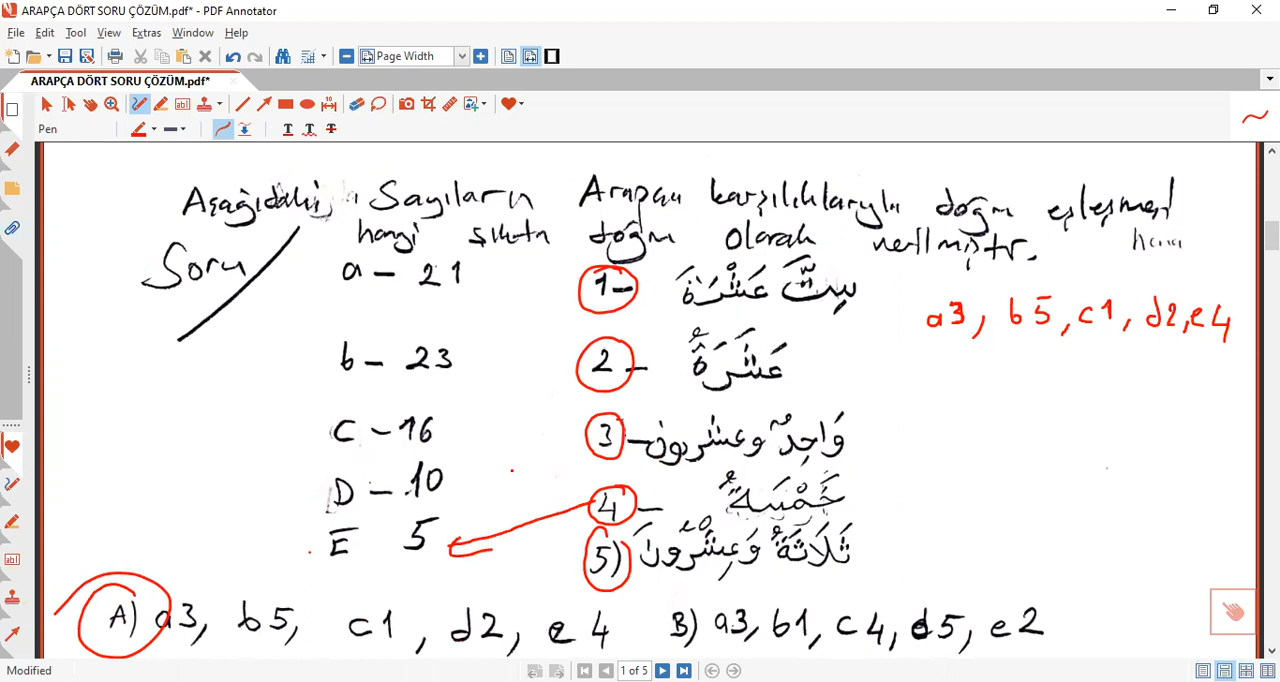 ARAPÇA DÖRT SORU ÇÖZÜM.pdf* - PDF Annotator
File Edit Tool View Extras Window Help
Page Width
ARAPÇA DÖRT SORU ÇÖZÜM.pdf*
Pen
Aşağıdaki Sayıların Arapça karşılıklarıyla doğru eşleşmesi
hangi şıkta doğru olarak verilmiştir.
Soru
a - 21 1- سِتَّ عَشْرَةَ
a3, b5, c1, d2, e4
b - 23 2- عَشَرَةٌ
C - 16 3- وَاحِدٌ وعشرون
D - 10 4- خَمْسَةٌ
E 5 5) ثَلَاثَةٌ وَعِشْرُونَ
A) a3, b5, c1, d2, e4 B) a3, b1, c4, d5, e2
Modified 1 of 5